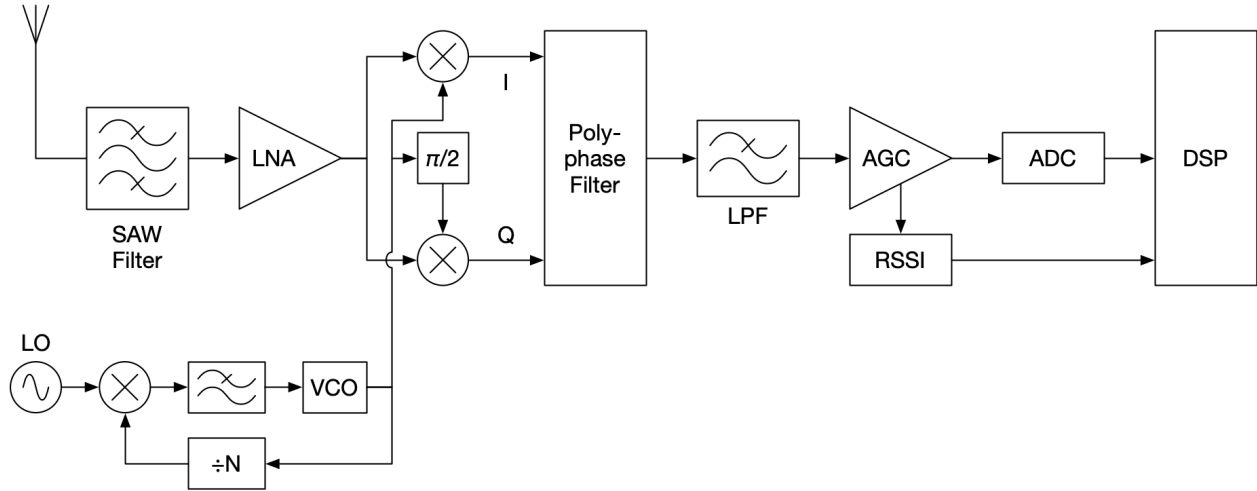 I
π/2
LNA
Poly-
phase
Filter
AGC
ADC
DSP
LPF
SAW
Filter
Q
RSSI
LO
VCO
÷N